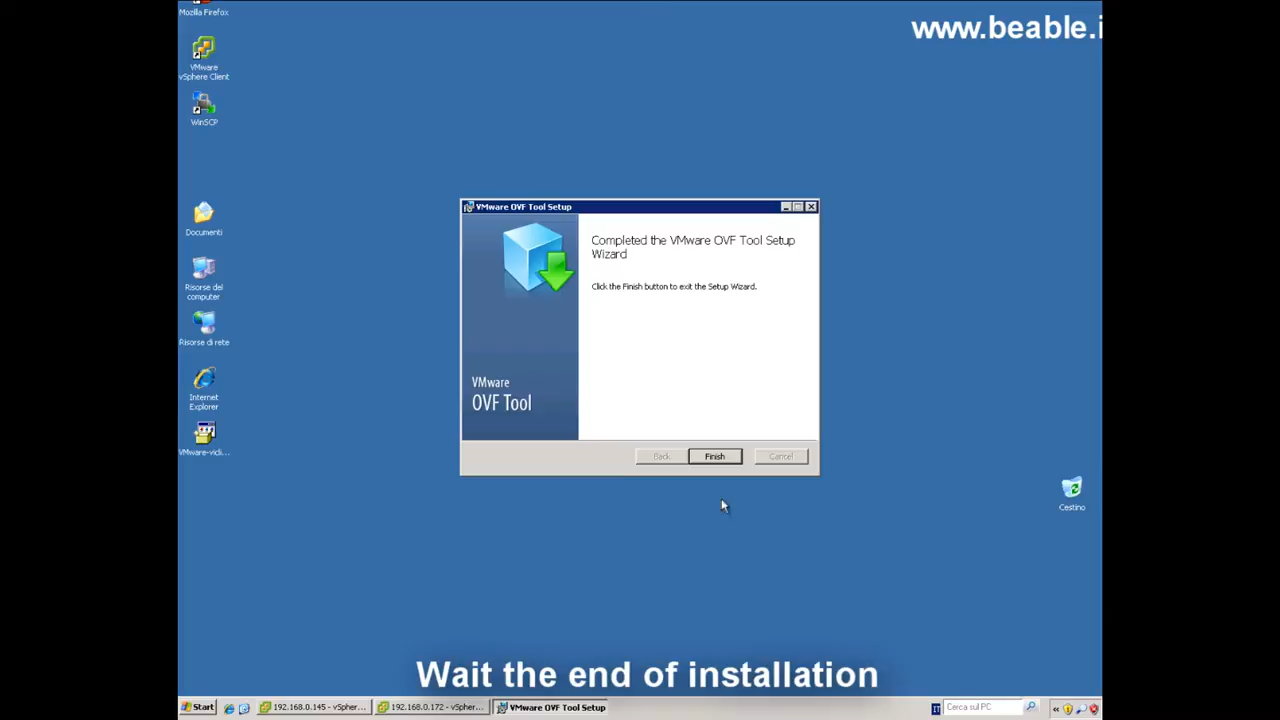 Mozilla Firefox
www.beable.i
VMware
vSphere Client
WinSCP
VMware OVF Tool Setup
Completed the VMware OVF Tool Setup
Wizard
Click the Finish button to exit the Setup Wizard.
Documenti
Risorse del
computer
Risorse di rete
Internet
Explorer
VMware
OVF Tool
VMware-vicli...
Back
Finish
Cancel
Cestino
Wait the end of installation
Start
192.168.0.145 - vSpher...
192.168.0.172 - vSpher...
VMware OVF Tool Setup
IT
Cerca sul PC